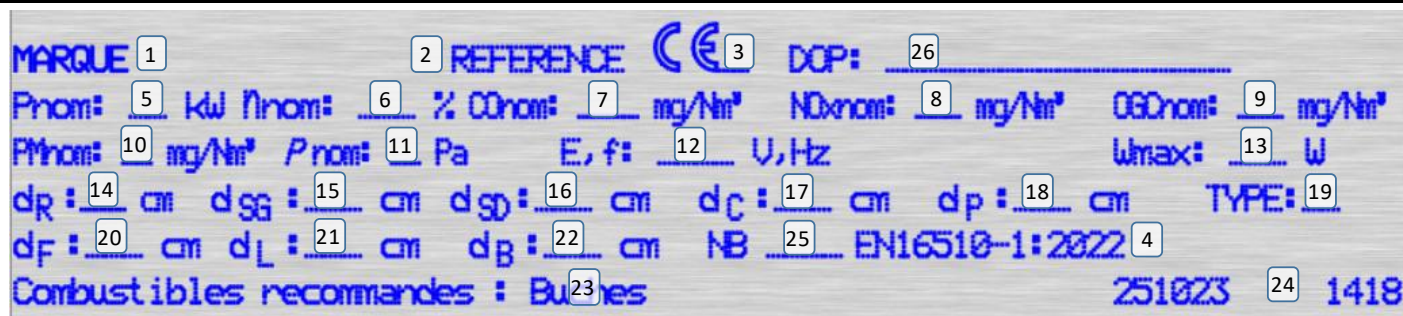 MARQUE 1 2 REFERENCE CE 3 DOP: 26
Pnom: 5 kW ηnom: 6 % COnom: 7 mg/Nm³ NOxnom: 8 mg/Nm³ OGCnom: 9 mg/Nm³
PMnom: 10 mg/Nm³ Pnom: 11 Pa E,f: 12 V,Hz Wmax: 13 W
dR : 14 cm dSG : 15 cm dSD : 16 cm dC : 17 cm dP : 18 cm TYPE: 19
dF : 20 cm dL : 21 cm dB : 22 cm NB 25 EN16510-1:2022 4
Combustibles recommandes : 23 251023 24 1418